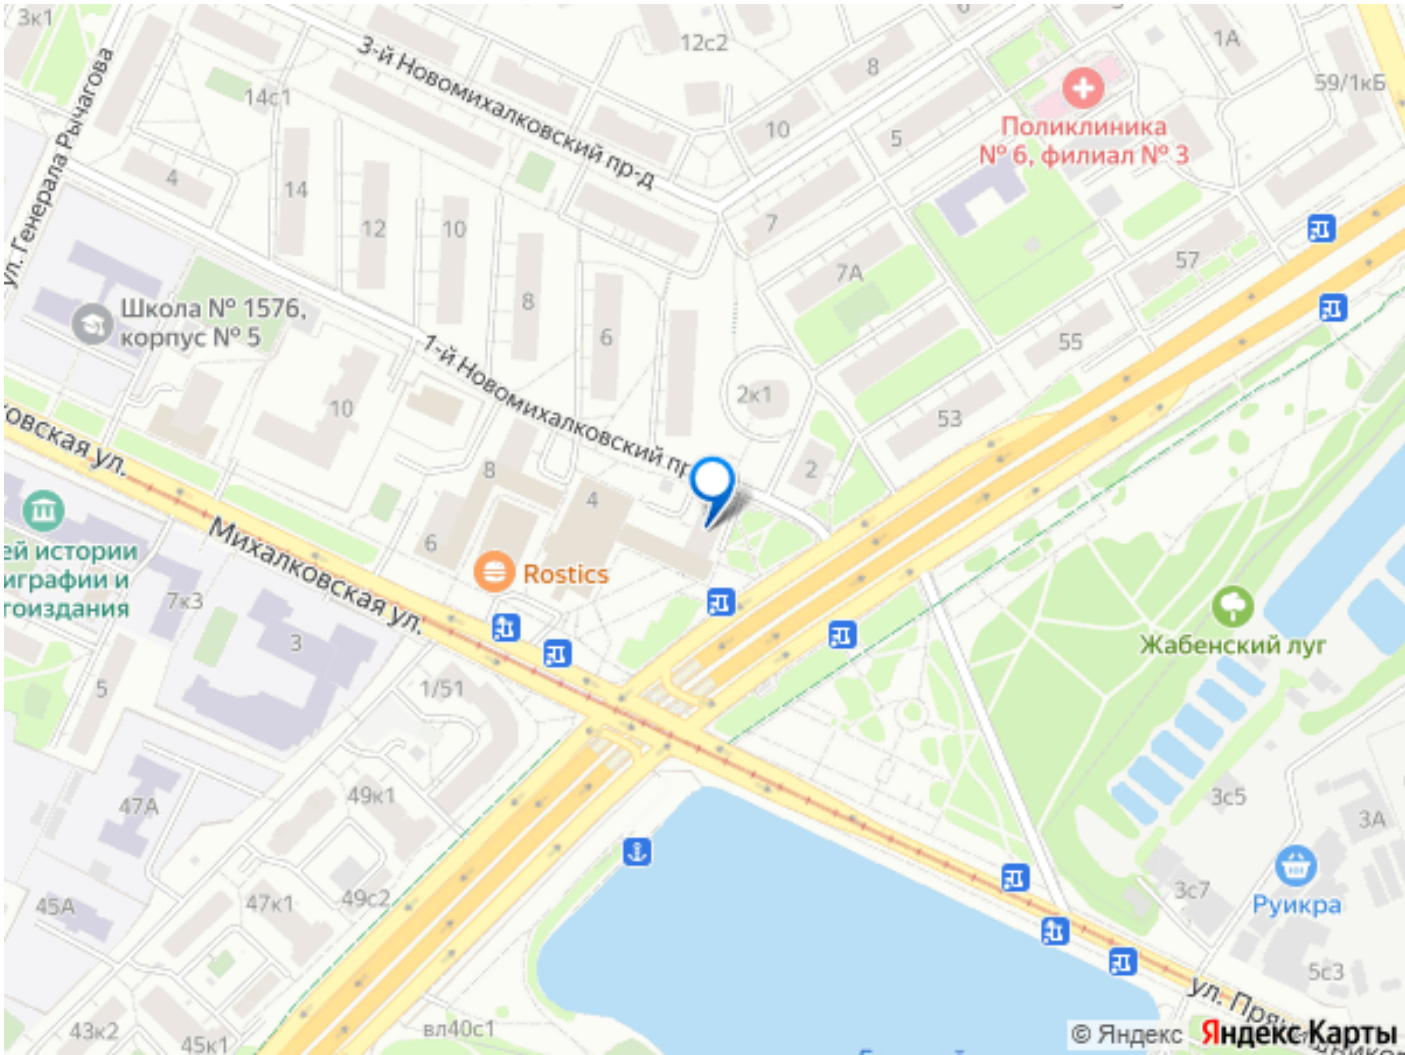 3к1
12с2
1А
8
59/1кБ
3-й Новомихалковский пр-д
14с1
10
5
Поликлиника
№ 6, филиал № 3
ул. Генерала Рычагова
4
14
12
10
7
7А
57
8
Школа № 1576,
корпус № 5
6
55
1-й Новомихалковский пр
2к1
10
53
овская ул.
8
2
4
6
ей истории
играфии и
гоиздания
Михалковская ул.
Rostics
7к3
3
Жабенский луг
5
1/51
47А
49к1
3с5
3А
45А
47к1
49с2
3с7
Руикра
5с3
ул. Пря
43к2
45к1
вл40с1
© Яндекс Яндекс Карты